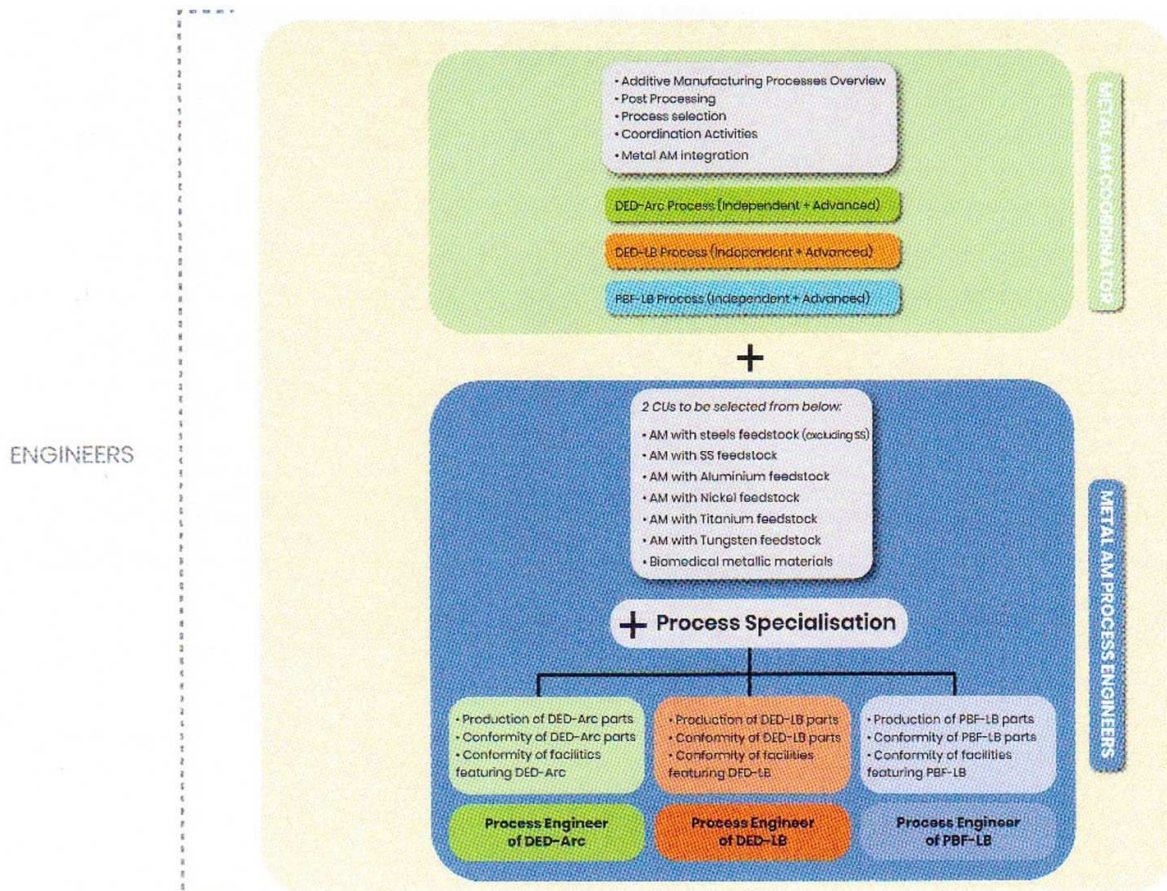 ENGINEERS
• Additive Manufacturing Processes Overview
• Post Processing
• Process selection
• Coordination Activities
• Metal AM integration
DED-Arc Process (Independent + Advanced)
DED-LB Process (Independent + Advanced)
PBF-LB Process (Independent + Advanced)
METAL AM COORDINATOR
+
2 CUs to be selected from below:
• AM with steels feedstock (excluding SS)
• AM with SS feedstock
• AM with Aluminium feedstock
• AM with Nickel feedstock
• AM with Titanium feedstock
• AM with Tungsten feedstock
• Biomedical metallic materials
+ Process Specialisation
• Production of DED-Arc parts
• Conformity of DED-Arc parts
• Conformity of facilities
featuring DED-Arc
Process Engineer
of DED-Arc
• Production of DED-LB parts
• Conformity of DED-LB parts
• Conformity of facilities
featuring DED-LB
Process Engineer
of DED-LB
• Production of PBF-LB parts
• Conformity of PBF-LB parts
• Conformity of facilities
featuring PBF-LB
Process Engineer
of PBF-LB
METAL AM PROCESS ENGINEERS